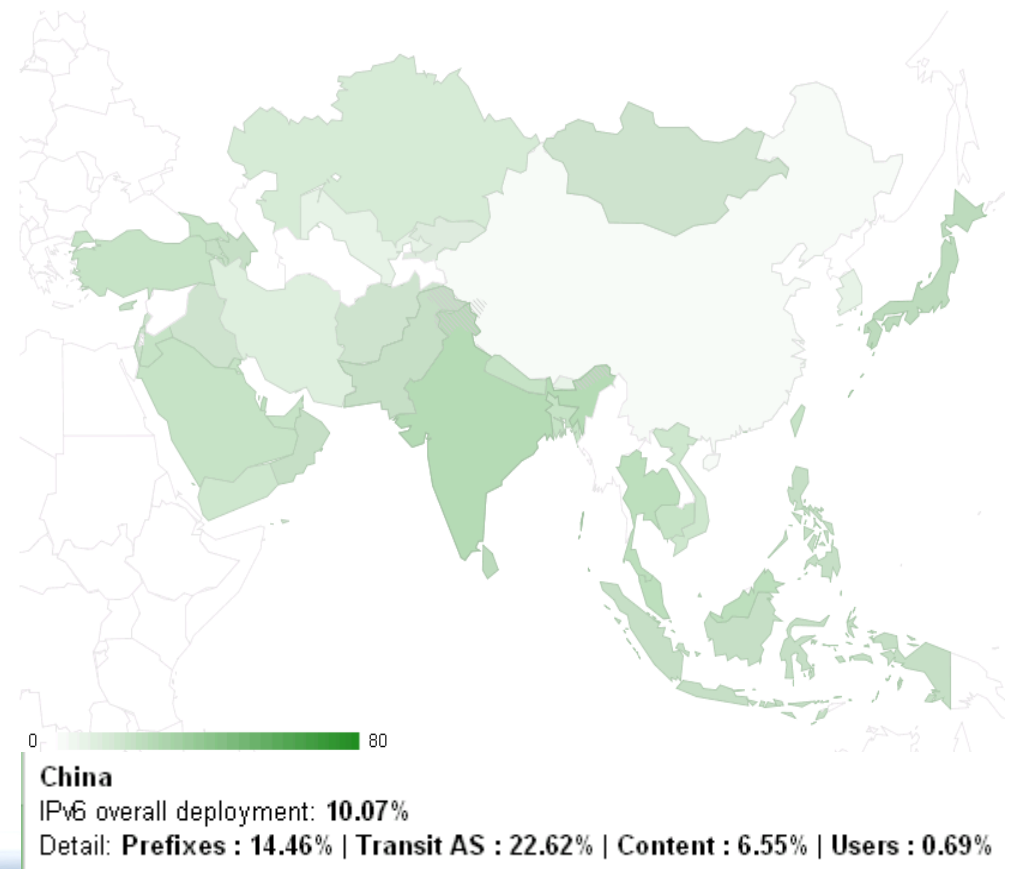 0 80
China
IPv6 overall deployment: 10.07%
Detail: Prefixes : 14.46% | Transit AS : 22.62% | Content : 6.55% | Users : 0.69%